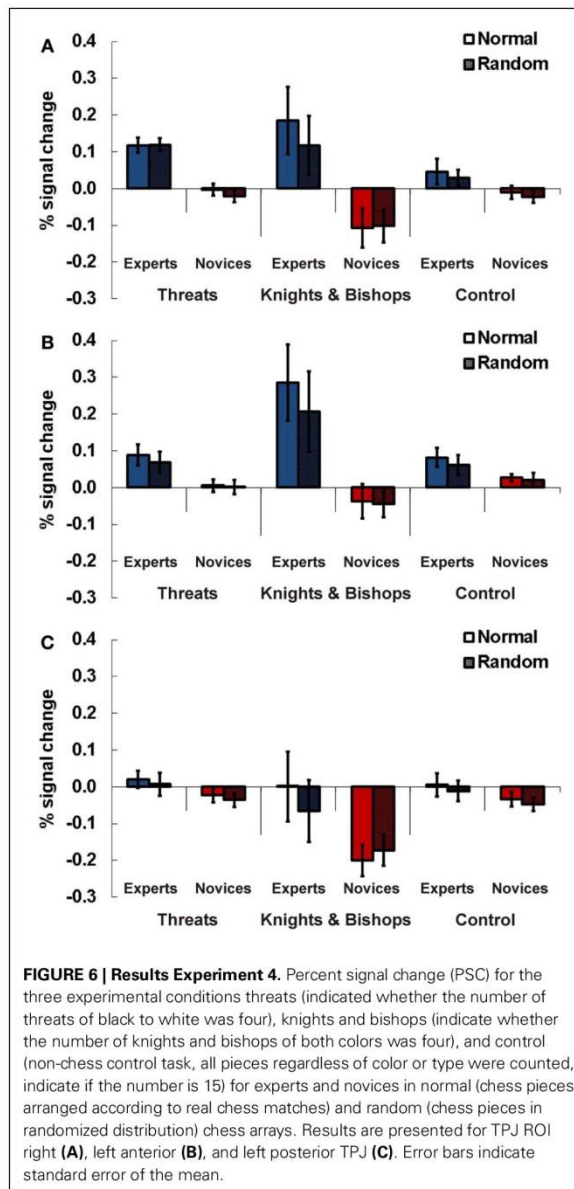 A
Normal
Random
% signal change
0.4
0.3
0.2
0.1
0.0
-0.1
-0.2
-0.3
Experts Novices Experts Novices Experts Novices
Threats Knights & Bishops Control
B
Normal
Random
% signal change
0.4
0.3
0.2
0.1
0.0
-0.1
-0.2
-0.3
Experts Novices Experts Novices Experts Novices
Threats Knights & Bishops Control
C
Normal
Random
% signal change
0.4
0.3
0.2
0.1
0.0
-0.1
-0.2
-0.3
Experts Novices Experts Novices Experts Novices
Threats Knights & Bishops Control
FIGURE 6 | Results Experiment 4. Percent signal change (PSC) for the
three experimental conditions threats (indicated whether the number of
threats of black to white was four), knights and bishops (indicate whether
the number of knights and bishops of both colors was four), and control
(non-chess control task, all pieces regardless of color or type were counted,
indicate if the number is 15) for experts and novices in normal (chess pieces
arranged according to real chess matches) and random (chess pieces in
randomized distribution) chess arrays. Results are presented for TPJ ROI
right (A), left anterior (B), and left posterior TPJ (C). Error bars indicate
standard error of the mean.